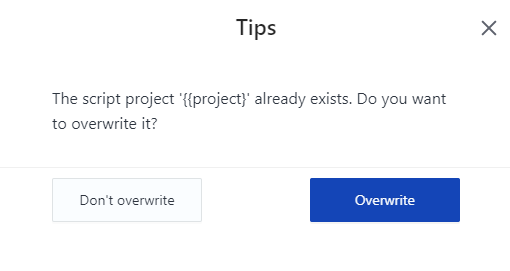 Tips
The script project '{{project}' already exists. Do you want
to overwrite it?
Don't overwrite
Overwrite